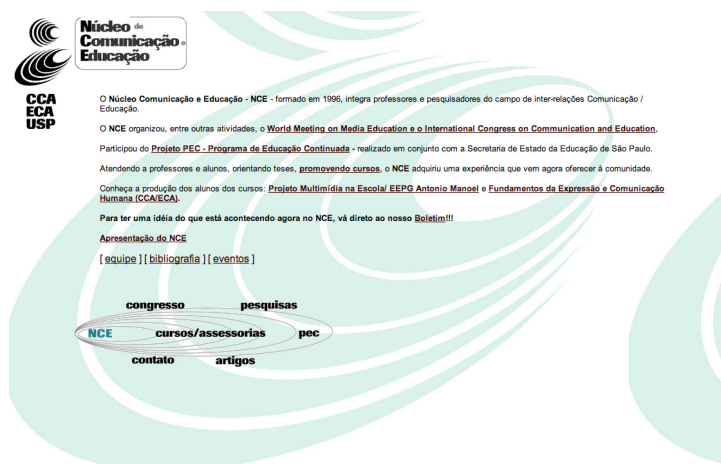 Núcleo de
Comunicação e
Educação
CCA
ECA
USP
O Núcleo Comunicação e Educação - NCE - formado em 1996, integra professores e pesquisadores do campo de inter-relações Comunicação /
Educação.
O NCE organizou, entre outras atividades, o World Meeting on Media Education e o International Congress on Communication and Education,
Participou do Projeto PEC - Programa de Educação Continuada - realizado em conjunto com a Secretaria de Estado da Educação de São Paulo.
Atendendo a professores e alunos, orientando teses, promovendo cursos, o NCE adquiriu uma experiência que vem agora oferecer à comunidade.
Conheça a produção dos alunos dos cursos: Projeto Multimídia na Escola/ EEPG Antonio Manoel e Fundamentos da Expressão e Comunicação
Humana (CCA/ECA).
Para ter uma idéia do que está acontecendo agora no NCE, vá direto ao nosso Boletim!!!
Apresentação do NCE
[ equipe ] [ bibliografia ] [ eventos ]
congresso pesquisas
NCE cursos/assessorias pec
contato artigos